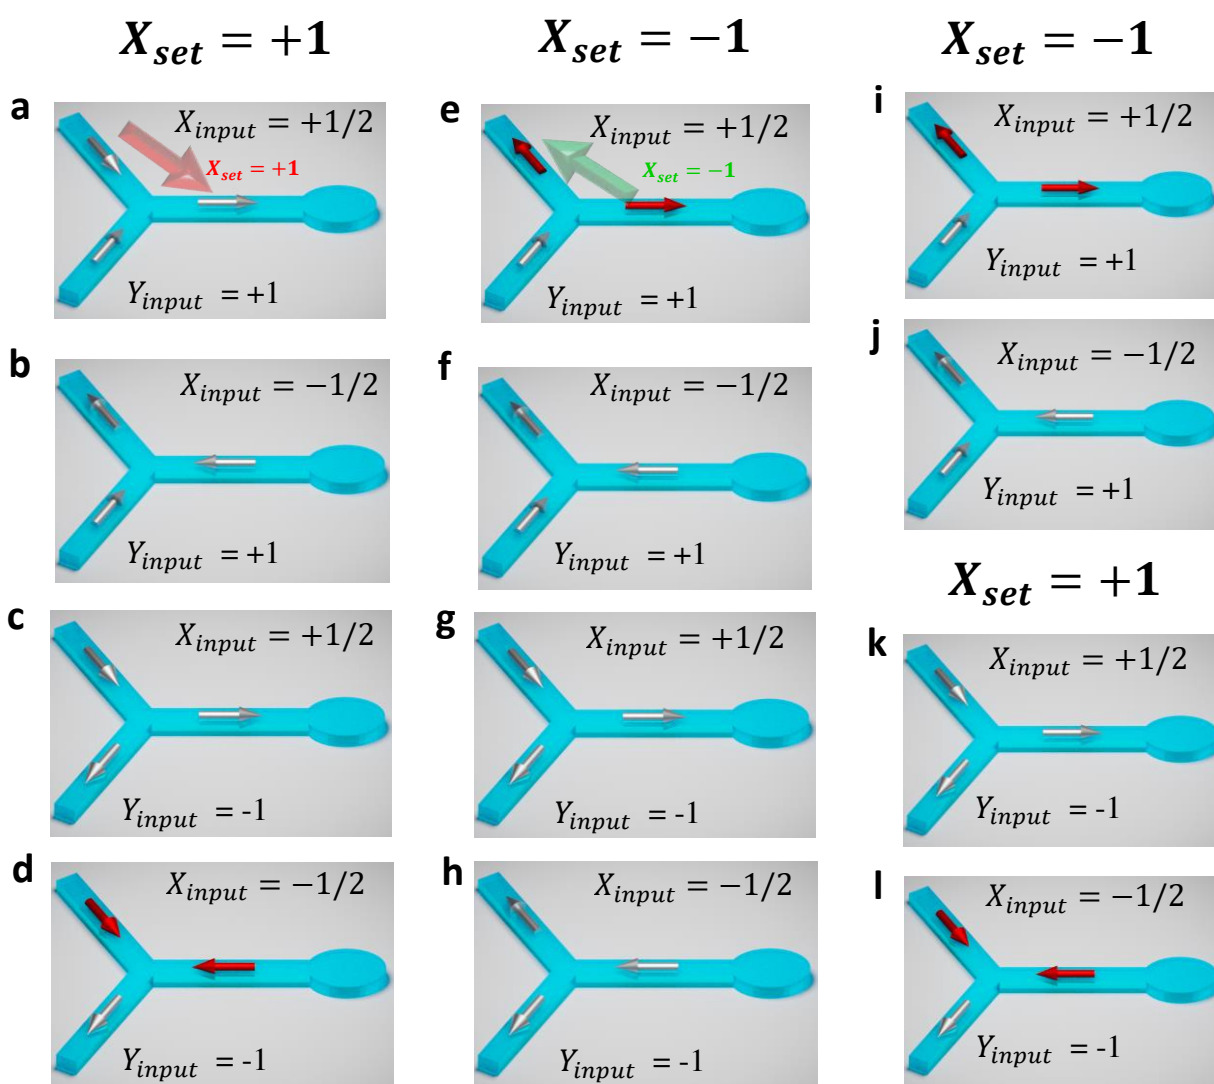 X_set = +1
X_set = −1
X_set = −1
a
X_input = +1/2
X_set = +1
Y_input = +1
b
X_input = −1/2
Y_input = +1
c
X_input = +1/2
Y_input = -1
d
X_input = −1/2
Y_input = -1
e
X_input = +1/2
X_set = −1
Y_input = +1
f
X_input = −1/2
Y_input = +1
g
X_input = +1/2
Y_input = -1
h
X_input = −1/2
Y_input = -1
i
X_input = +1/2
Y_input = +1
j
X_input = −1/2
Y_input = +1
X_set = +1
k
X_input = +1/2
Y_input = -1
l
X_input = −1/2
Y_input = -1